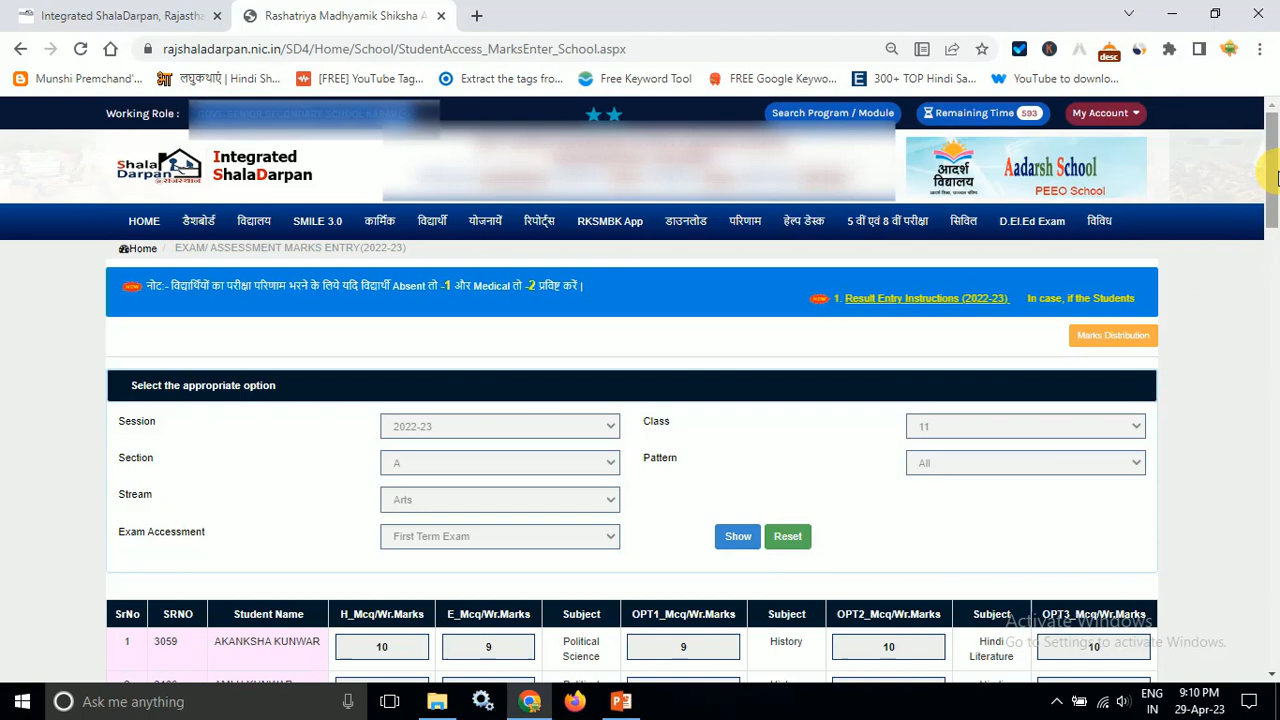 Integrated ShalaDarpan, Rajastha
Rashatriya Madhyamik Shiksha A
rajshaladarpan.nic.in/SD4/Home/School/StudentAccess_MarksEnter_School.aspx
desc
Munshi Premchand'...
लघुकथाएं | Hindi Sh...
[FREE] YouTube Tag...
Extract the tags from...
Free Keyword Tool
FREE Google Keywo...
300+ TOP Hindi Sa...
YouTube to downlo...
Working Role :
Search Program / Module
Remaining Time 593
My Account
Shala Darpan
Integrated ShalaDarpan
आदर्श विद्यालय
Aadarsh School
PEEO School
HOME डैशबोर्ड विद्यालय SMILE 3.0 कार्मिक विद्यार्थी योजनायें रिपोर्ट्स RKSMBK App डाउनलोड परिणाम हेल्प डेस्क 5 वीं एवं 8 वीं परीक्षा सिविल D.El.Ed Exam विविध
Home EXAM/ ASSESSMENT MARKS ENTRY(2022-23)
नोट:- विद्यार्थियों का परीक्षा परिणाम भरने के लिये यदि विद्यार्थी Absent तो -1 और Medical तो -2 प्रविष्ट करें |
1. Result Entry Instructions (2022-23) In case, if the Students
Marks Distribution
Select the appropriate option
Session 2022-23 Class 11
Section A Pattern All
Stream Arts
Exam Assessment First Term Exam Show Reset
SrNo SRNO Student Name H_Mcq/Wr.Marks E_Mcq/Wr.Marks Subject OPT1_Mcq/Wr.Marks Subject OPT2_Mcq/Wr.Marks Subject OPT3_Mcq/Wr.Marks
1 3059 AKANKSHA KUNWAR 10 9 Political Science 9 History 10 Hindi Literature 10
Activate Windows
Go to Settings to activate Windows.
Ask me anything
ENG
IN
9:10 PM
29-Apr-23